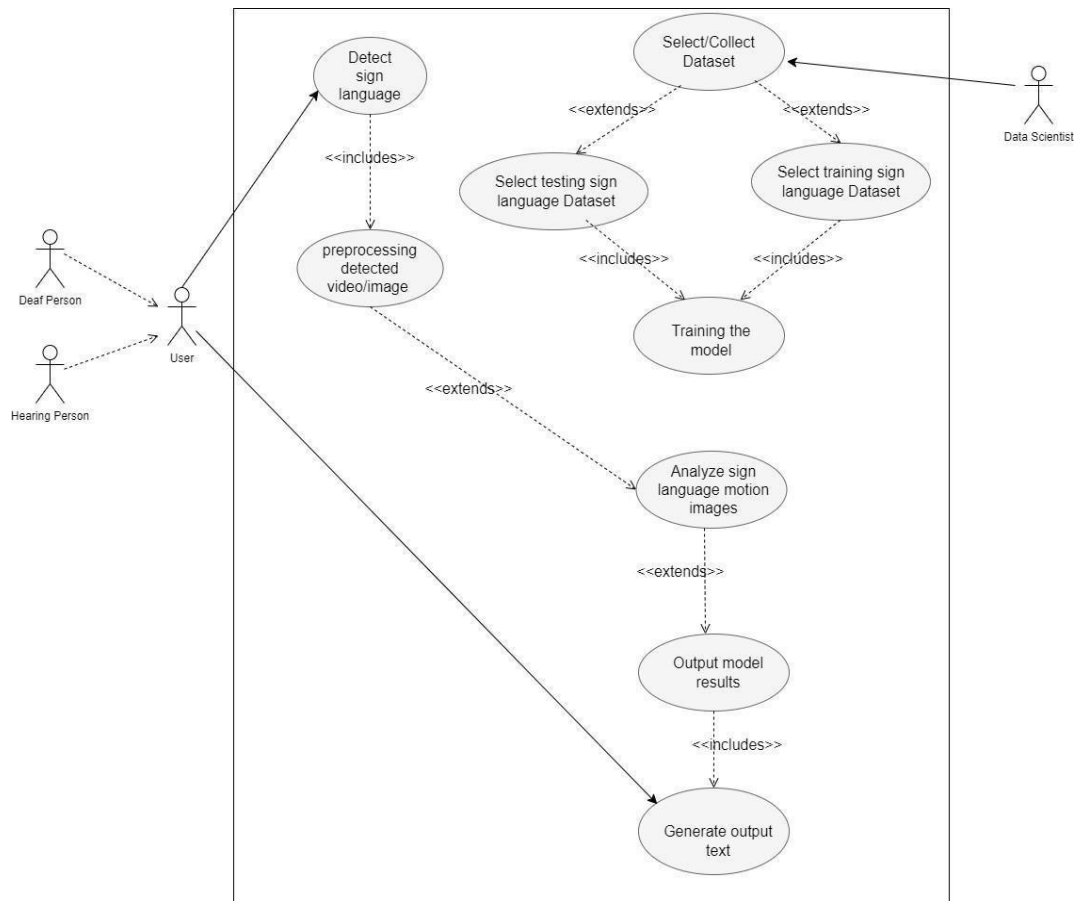 Select/Collect
Dataset
Detect
sign
language
<<extends>>
<<extends>>
Data Scientist
<<includes>>
Select testing sign
language Dataset
Select training sign
language Dataset
preprocessing
detected
video/image
<<includes>>
<<includes>>
Deaf Person
Training the
model
User
<<extends>>
Hearing Person
Analyze sign
language motion
images
<<extends>>
Output model
results
<<includes>>
Generate output
text